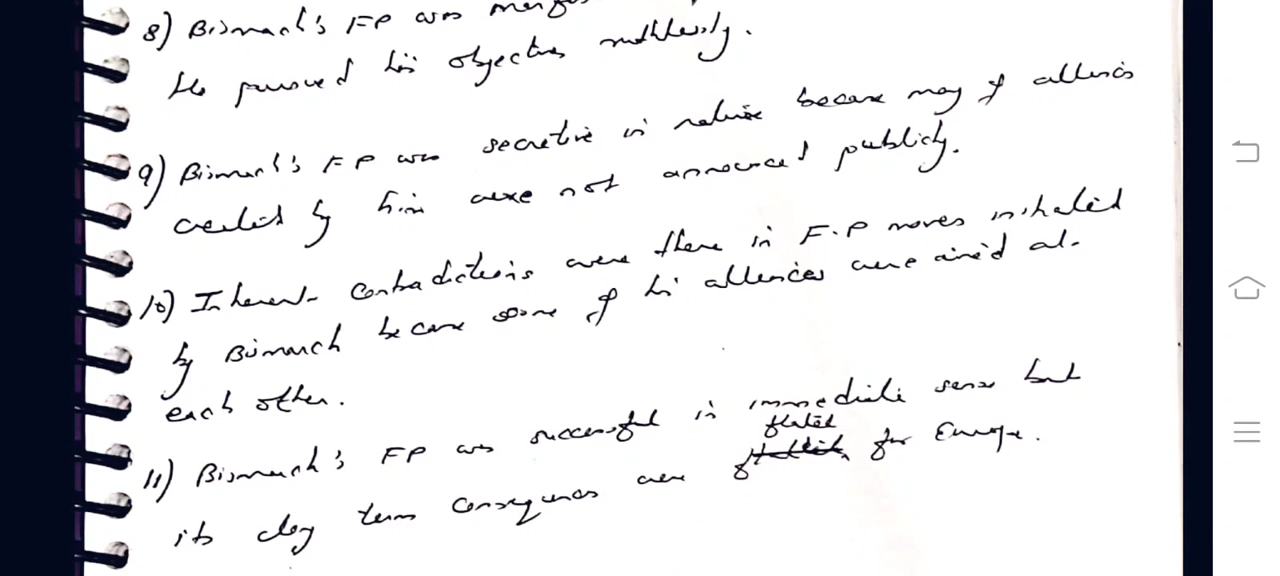 8) Bismarck's FP was
He pursued his objectives ruthlessly.
9) Bismarck's FP was secretive in nature because many of allences
created by him were not announced publicly.
10) Inherent contradictions were there in F.P moves initiated
by Bismarck because some of his allences were aimed at
each other.
11) Bismarck's FP was successful in immediate sense but
its long term consequences were fatal for Europe.